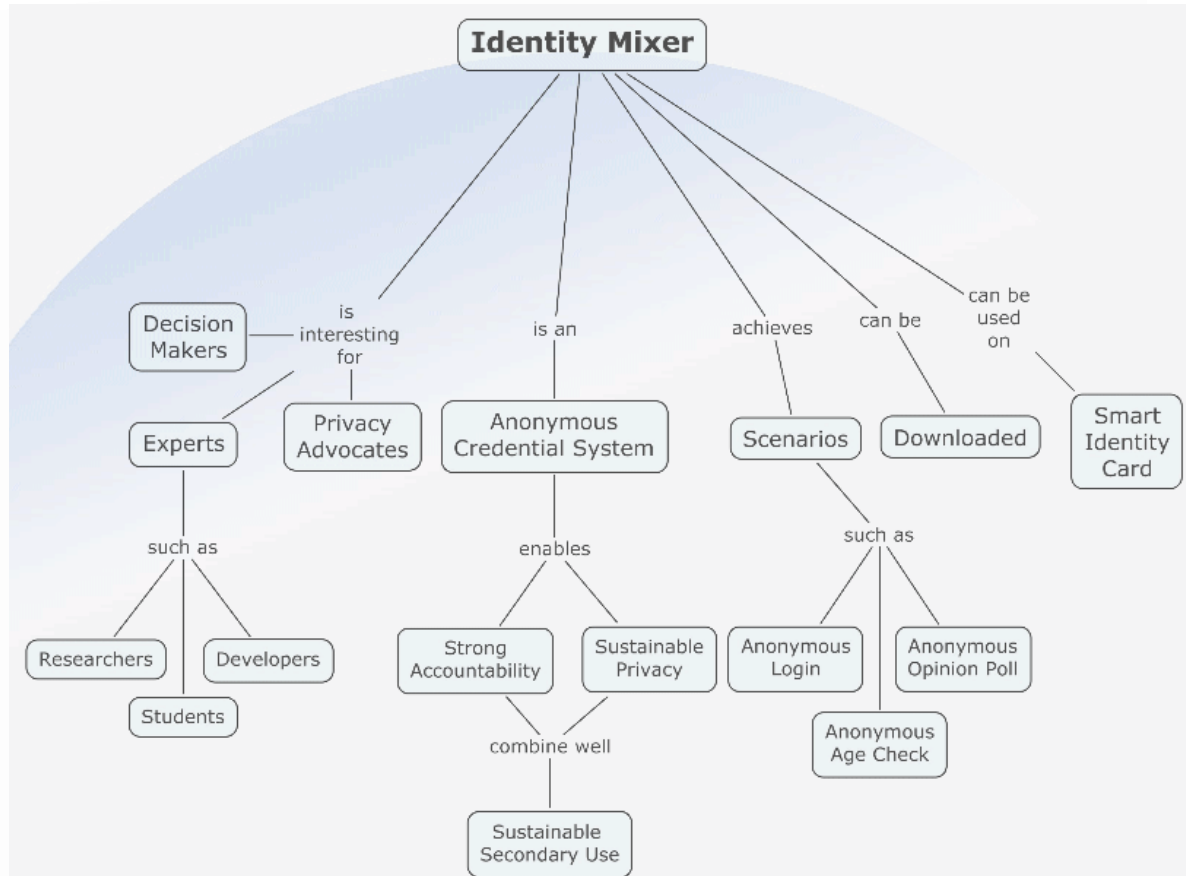 Identity Mixer
is
interesting
for
is an
achieves
can be
can be
used
on
Decision
Makers
Experts
Privacy
Advocates
Anonymous
Credential System
Scenarios
Downloaded
Smart
Identity
Card
such as
enables
such as
Researchers
Developers
Students
Strong
Accountability
Sustainable
Privacy
Anonymous
Login
Anonymous
Opinion Poll
Anonymous
Age Check
combine well
Sustainable
Secondary Use